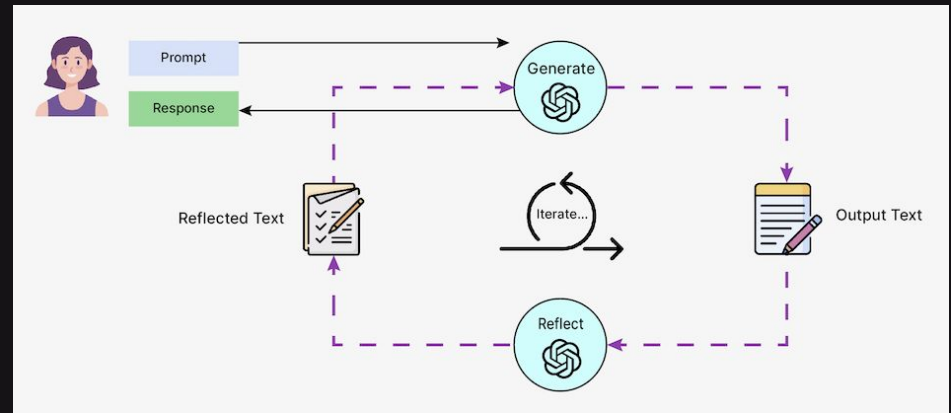 Prompt
Generate
Response
Reflected Text
Iterate...
Output Text
Reflect